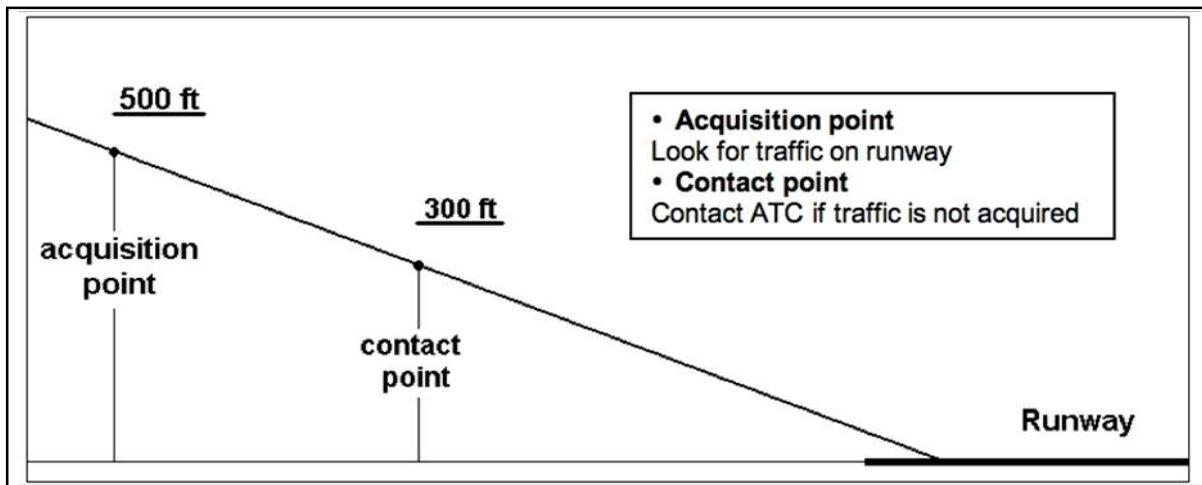 500 ft
acquisition
point
300 ft
contact
point
• Acquisition point
Look for traffic on runway
• Contact point
Contact ATC if traffic is not acquired
Runway